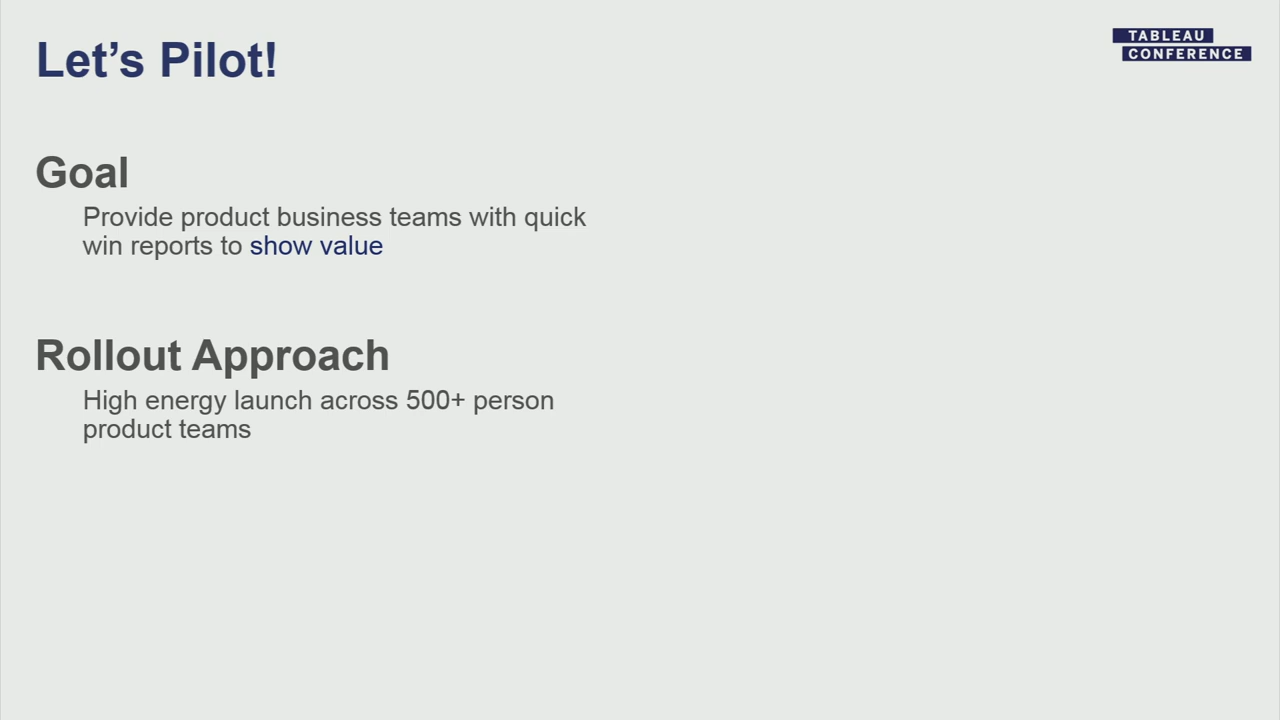 Let’s Pilot!
TABLEAU
CONFERENCE
Goal
Provide product business teams with quick
win reports to show value
Rollout Approach
High energy launch across 500+ person
product teams